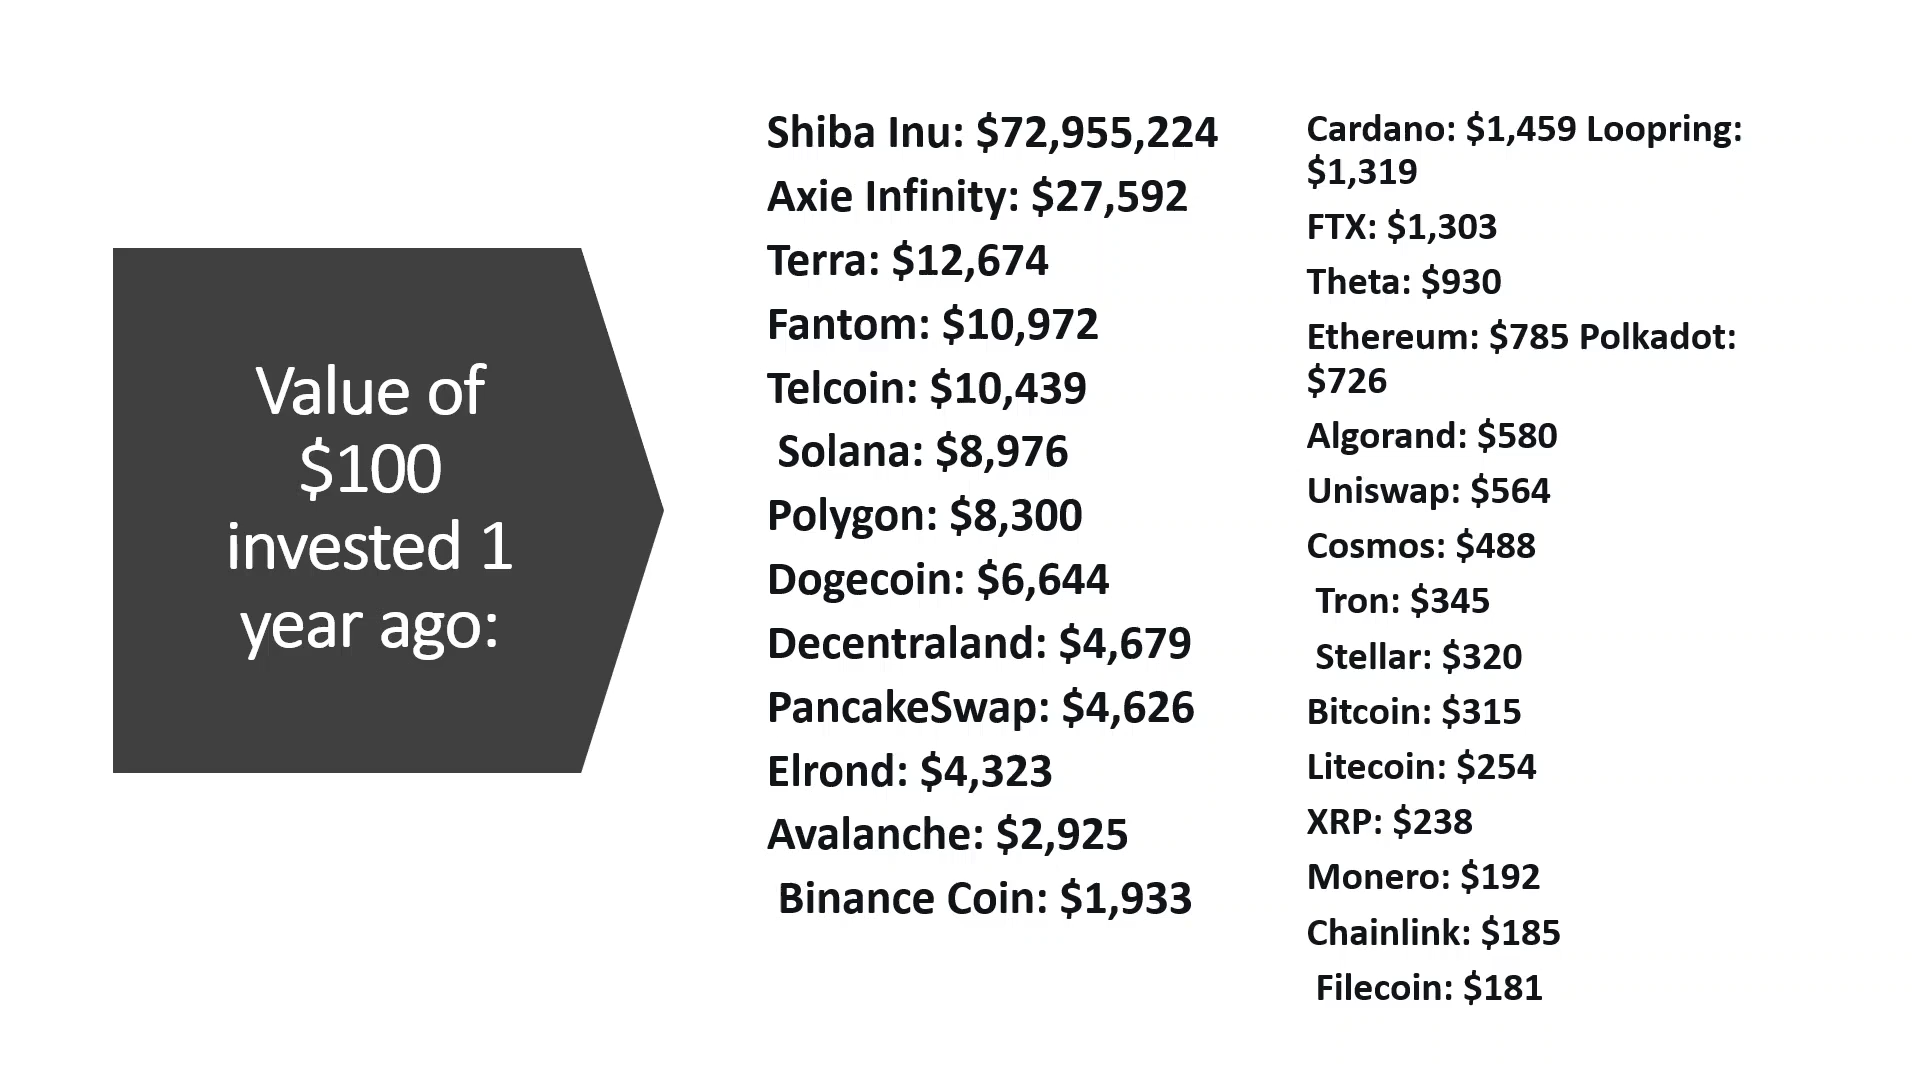 Value of
$100
invested 1
year ago:
Shiba Inu: $72,955,224
Axie Infinity: $27,592
Terra: $12,674
Fantom: $10,972
Telcoin: $10,439
Solana: $8,976
Polygon: $8,300
Dogecoin: $6,644
Decentraland: $4,679
PancakeSwap: $4,626
Elrond: $4,323
Avalanche: $2,925
Binance Coin: $1,933
Cardano: $1,459 Loopring:
$1,319
FTX: $1,303
Theta: $930
Ethereum: $785 Polkadot:
$726
Algorand: $580
Uniswap: $564
Cosmos: $488
Tron: $345
Stellar: $320
Bitcoin: $315
Litecoin: $254
XRP: $238
Monero: $192
Chainlink: $185
Filecoin: $181